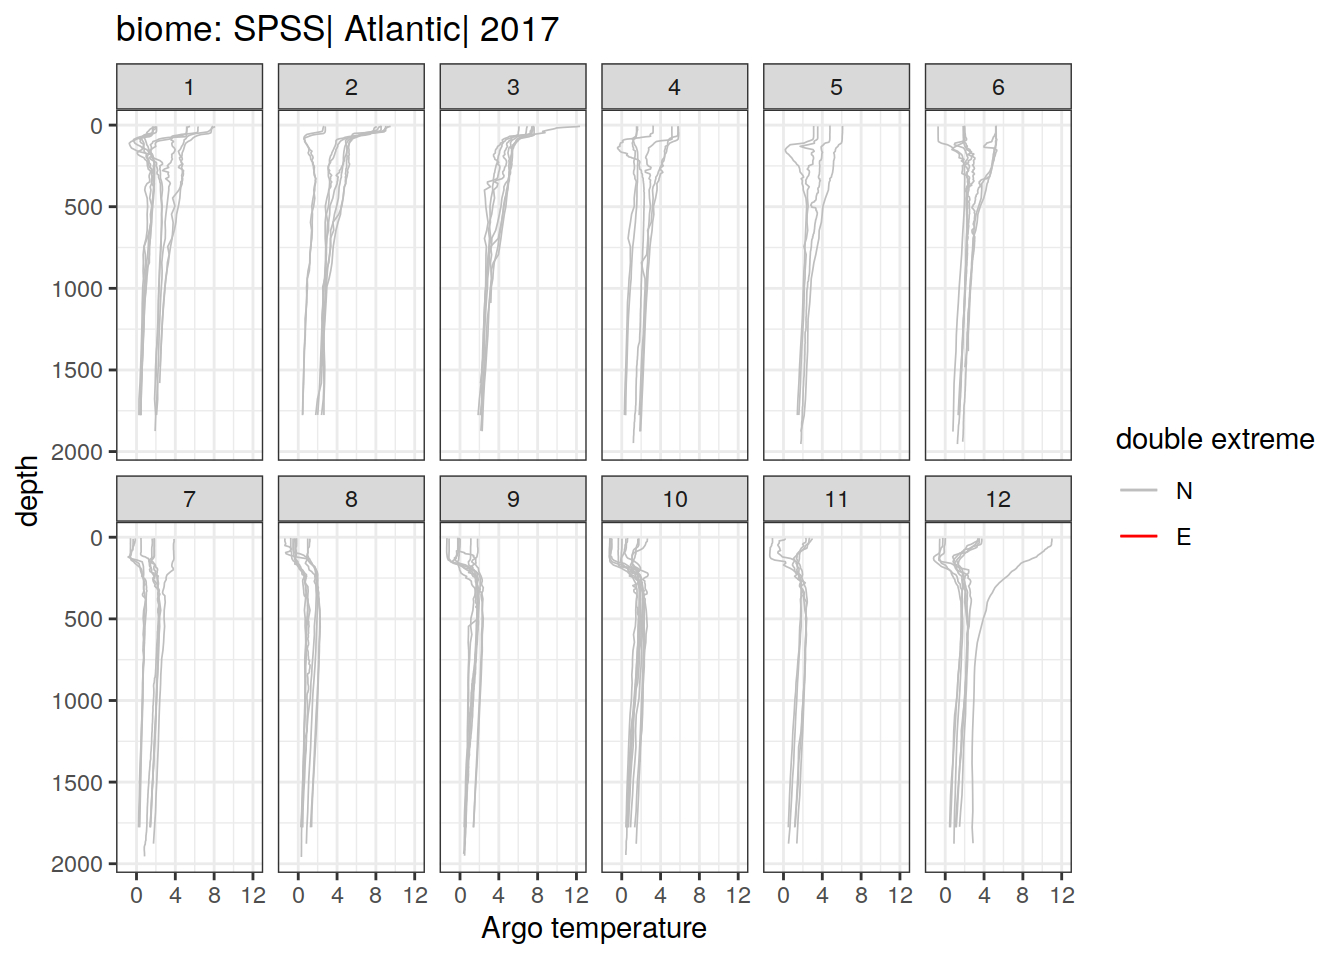 biome: SPSS| Atlantic| 2017
1 2 3 4 5 6
0
500
1000
1500
2000
7 8 9 10 11 12
0
500
1000
1500
2000
0 4 8 12 0 4 8 12 0 4 8 12 0 4 8 12 0 4 8 12 0 4 8 12
Argo temperature
depth
double extreme
N
E